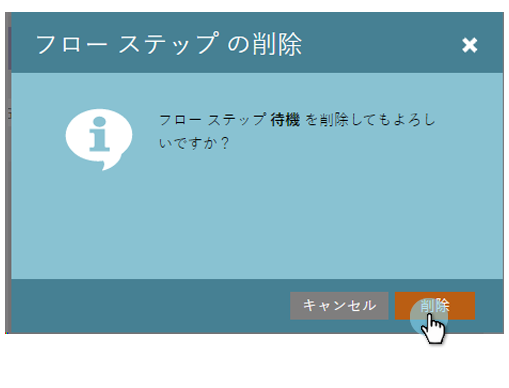 フロー ステップ の削除
フロー ステップ 待機 を削除してもよろし
いですか？
キャンセル
削除